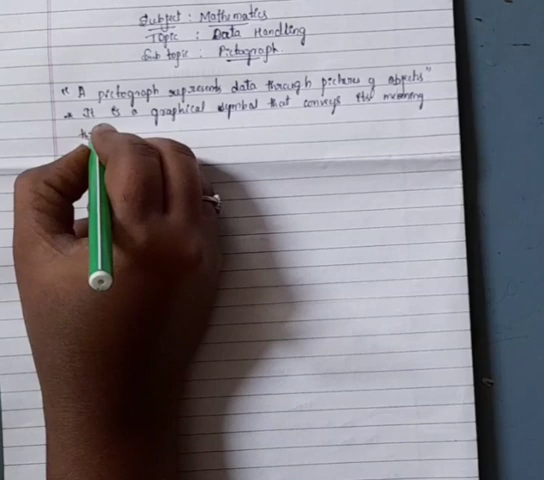 Subject : Mathematics
Topic : Data Handling
Sub topic : Pictograph
" A pictograph represents data through pictures of objects"
* It is a graphical symbol that conveys its meaning